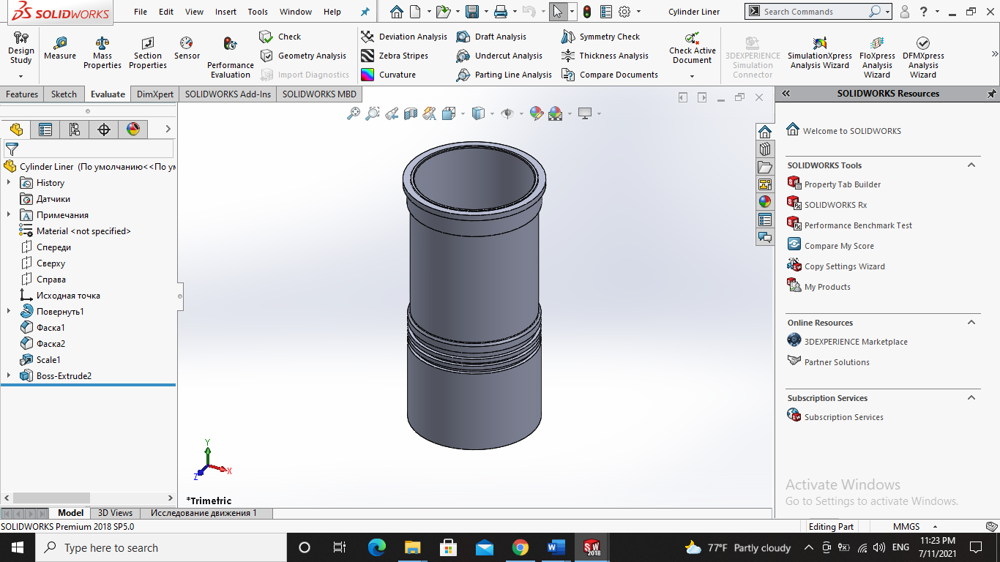 SOLIDWORKS File Edit View Insert Tools Window Help Cylinder Liner Search Commands
Design Study
Measure
Mass Properties
Section Properties
Sensor
Performance Evaluation
Check
Geometry Analysis
Import Diagnostics
Deviation Analysis
Zebra Stripes
Curvature
Draft Analysis
Undercut Analysis
Parting Line Analysis
Symmetry Check
Thickness Analysis
Compare Documents
Check Active Document
3DEXPERIENCE Simulation Connector
SimulationXpress Analysis Wizard
FloXpress Analysis Wizard
DFMXpress Analysis Wizard
Features Sketch Evaluate DimXpert SOLIDWORKS Add-Ins SOLIDWORKS MBD
Cylinder Liner (По умолчанию<<По ум
History
Датчики
Примечания
Material <not specified>
Спереди
Сверху
Справа
Исходная точка
Повернуть1
Фаска1
Фаска2
Scale1
Boss-Extrude2
Y
X
Z
*Trimetric
SOLIDWORKS Resources
Welcome to SOLIDWORKS
SOLIDWORKS Tools
Property Tab Builder
SOLIDWORKS Rx
Performance Benchmark Test
Compare My Score
Copy Settings Wizard
My Products
Online Resources
3DEXPERIENCE Marketplace
Partner Solutions
Subscription Services
Subscription Services
Activate Windows
Go to Settings to activate Windows.
Model 3D Views Исследование движения 1
SOLIDWORKS Premium 2018 SP5.0 Editing Part MMGS
Type here to search
SW 2018
77°F Partly cloudy
ENG
11:23 PM
7/11/2021